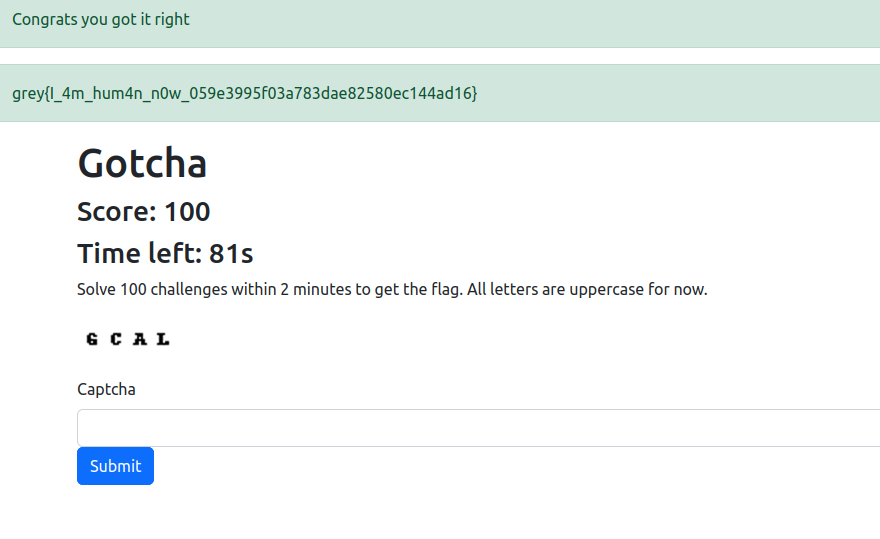 Congrats you got it right
grey{I_4m_hum4n_n0w_059e3995f03a783dae82580ec144ad16}
Gotcha
Score: 100
Time left: 81s
Solve 100 challenges within 2 minutes to get the flag. All letters are uppercase for now.
G C A L
Captcha
Submit